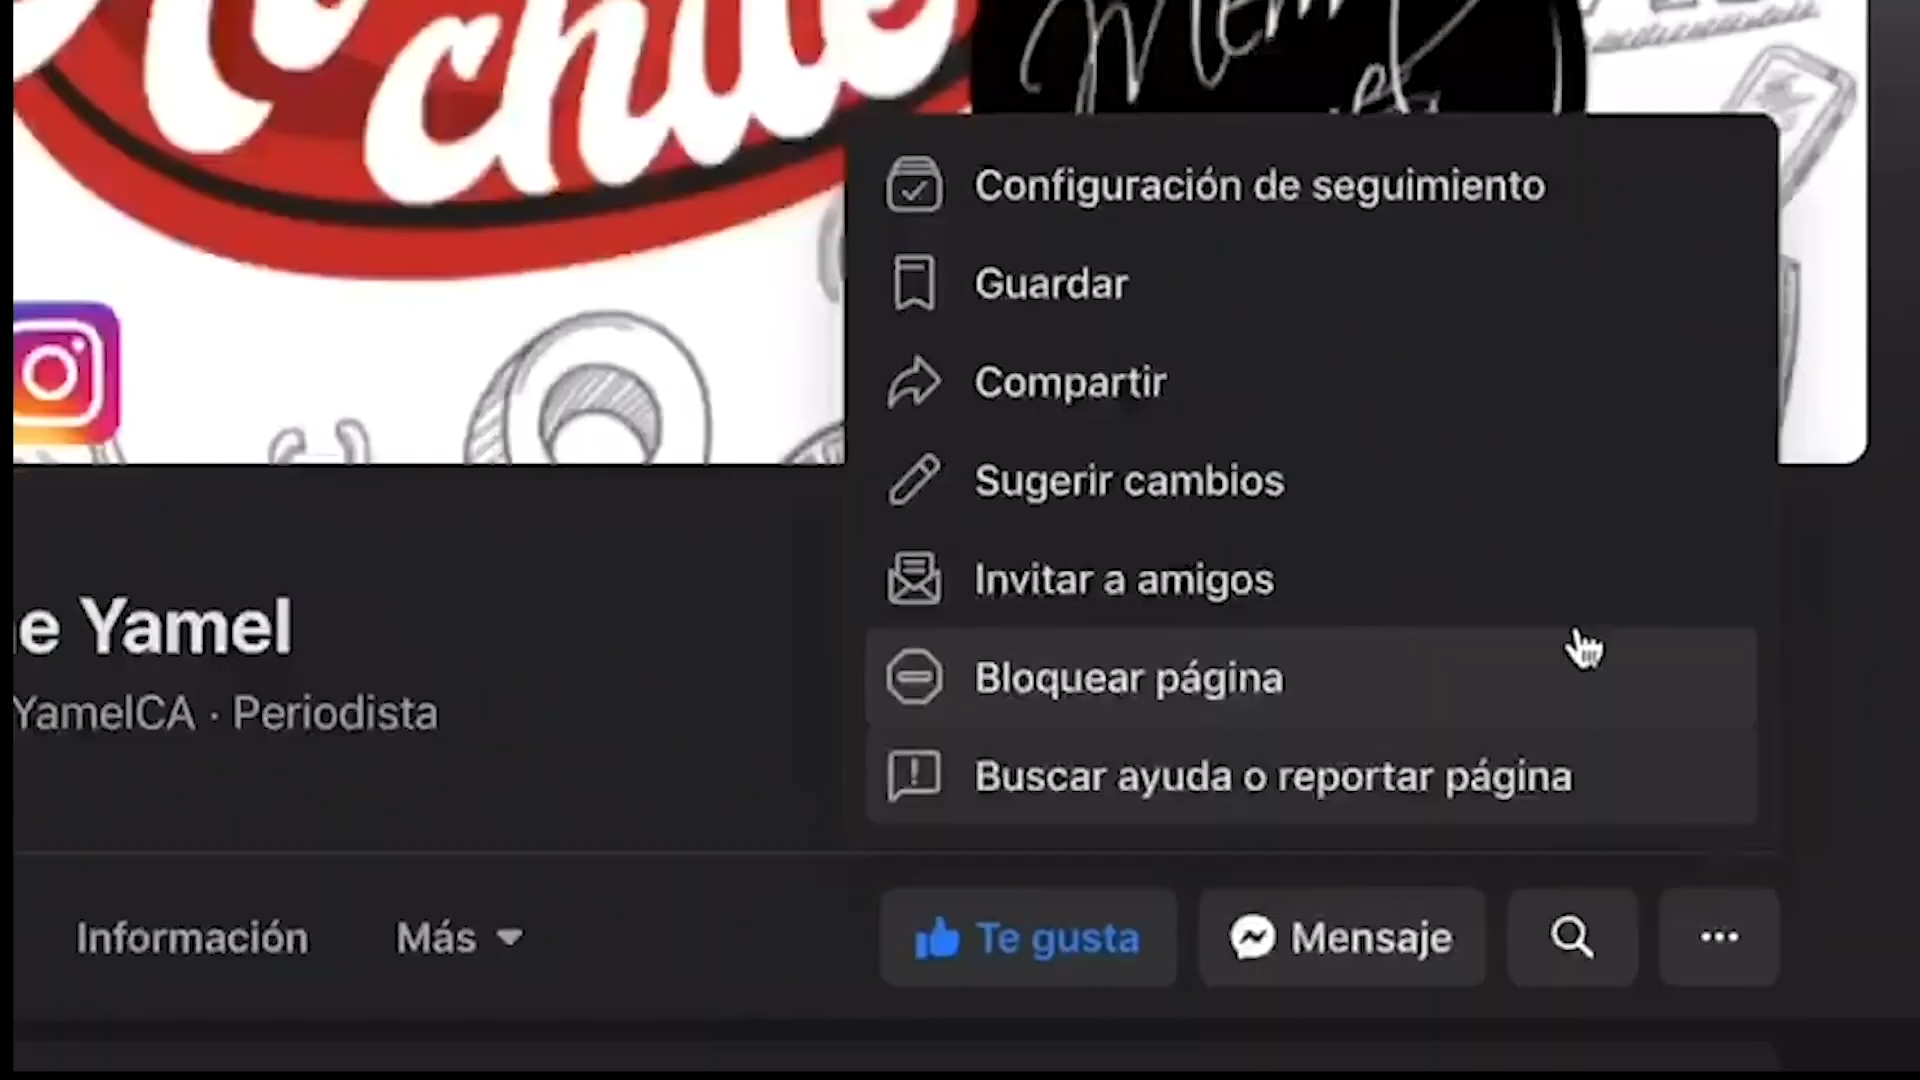 chile
Configuración de seguimiento
Guardar
Compartir
Sugerir cambios
Invitar a amigos
Bloquear página
Buscar ayuda o reportar página
e Yamel
YamelCA · Periodista
Información
Más
Te gusta
Mensaje